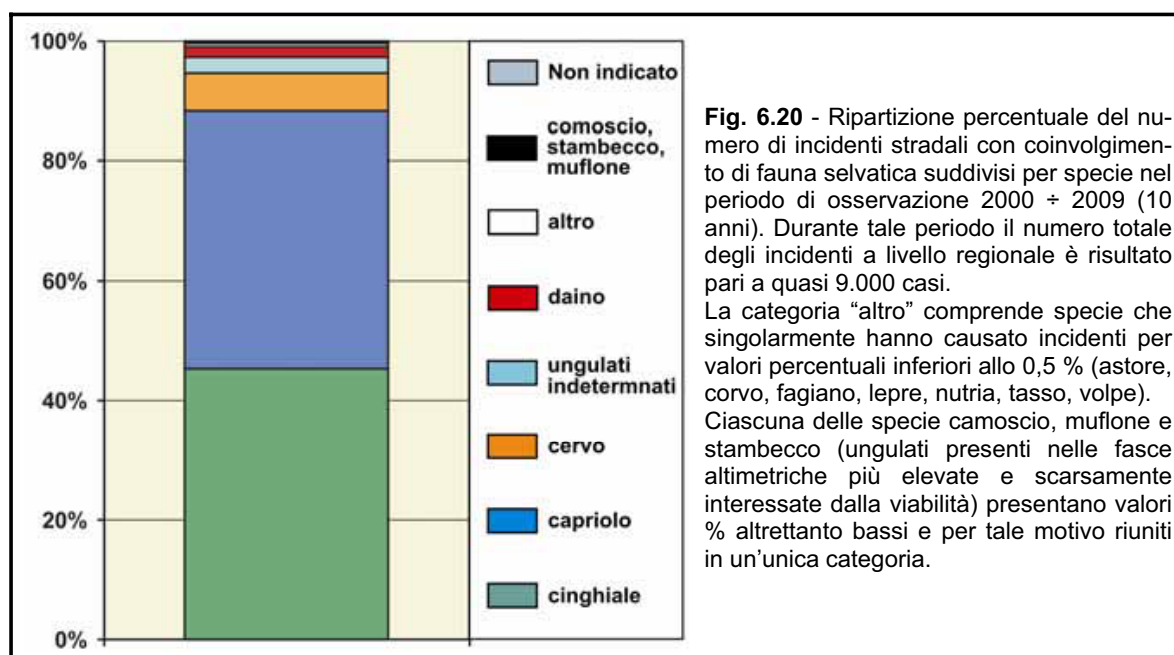 100%
80%
60%
40%
20%
0%
Non indicato
comoscio,
stambecco,
muflone
altro
daino
ungulati
indetermnati
cervo
capriolo
cinghiale
Fig. 6.20 - Ripartizione percentuale del nu-
mero di incidenti stradali con coinvolgimen-
to di fauna selvatica suddivisi per specie nel
periodo di osservazione 2000 ÷ 2009 (10
anni). Durante tale periodo il numero totale
degli incidenti a livello regionale è risultato
pari a quasi 9.000 casi.
La categoria “altro” comprende specie che
singolarmente hanno causato incidenti per
valori percentuali inferiori allo 0,5 % (astore,
corvo, fagiano, lepre, nutria, tasso, volpe).
Ciascuna delle specie camoscio, muflone e
stambecco (ungulati presenti nelle fasce
altimetriche più elevate e scarsamente
interessate dalla viabilità) presentano valori
% altrettanto bassi e per tale motivo riuniti
in un’unica categoria.